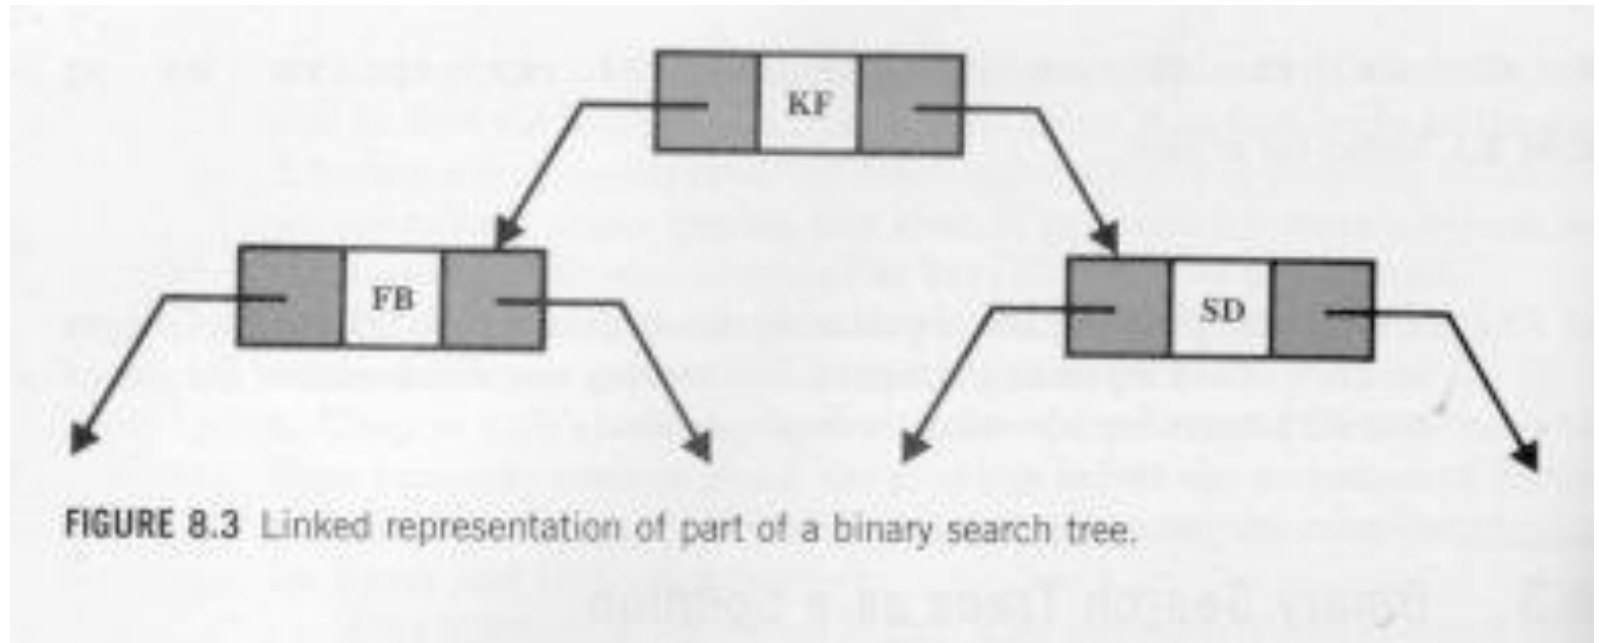 KF
FB
SD
FIGURE 8.3 Linked representation of part of a binary search tree.